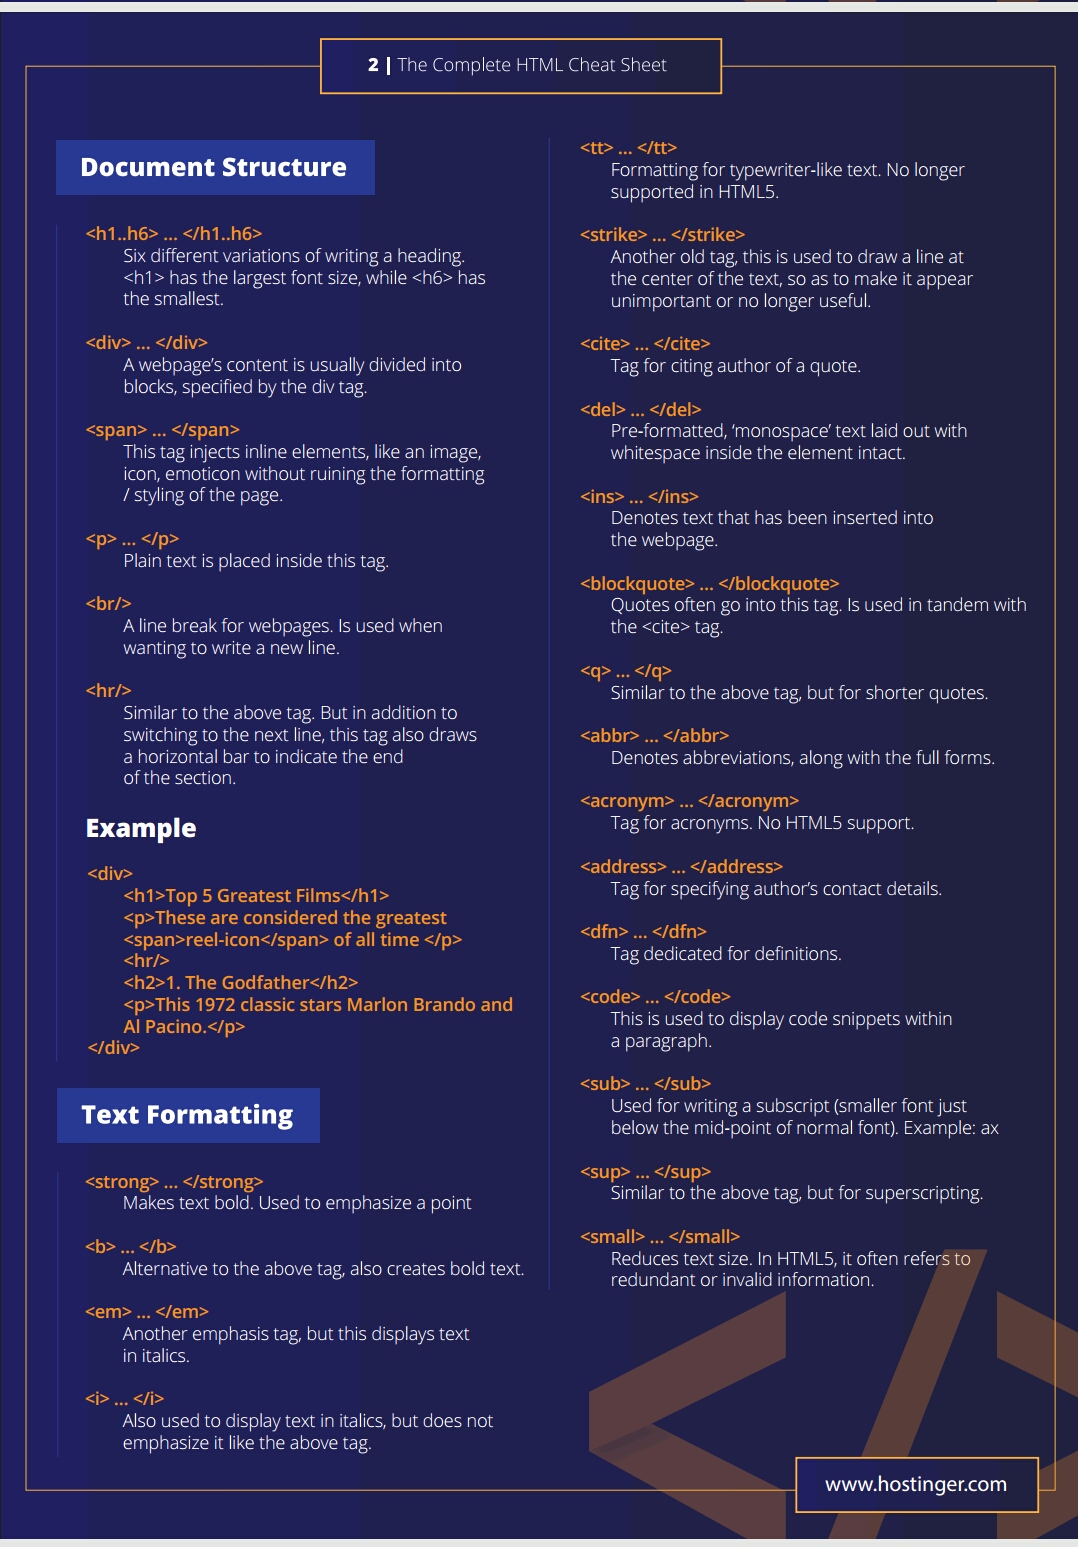 2 | The Complete HTML Cheat Sheet
Document Structure
<h1..h6> ... </h1..h6>
Six different variations of writing a heading.
<h1> has the largest font size, while <h6> has
the smallest.
<div> ... </div>
A webpage’s content is usually divided into
blocks, specified by the div tag.
<span> ... </span>
This tag injects inline elements, like an image,
icon, emoticon without ruining the formatting
/ styling of the page.
<p> ... </p>
Plain text is placed inside this tag.
<br/>
A line break for webpages. Is used when
wanting to write a new line.
<hr/>
Similar to the above tag. But in addition to
switching to the next line, this tag also draws
a horizontal bar to indicate the end
of the section.
Example
<div>
<h1>Top 5 Greatest Films</h1>
<p>These are considered the greatest
<span>reel-icon</span> of all time </p>
<hr/>
<h2>1. The Godfather</h2>
<p>This 1972 classic stars Marlon Brando and
Al Pacino.</p>
</div>
Text Formatting
<strong> ... </strong>
Makes text bold. Used to emphasize a point
<b> ... </b>
Alternative to the above tag, also creates bold text.
<em> ... </em>
Another emphasis tag, but this displays text
in italics.
<i> ... </i>
Also used to display text in italics, but does not
emphasize it like the above tag.
<tt> ... </tt>
Formatting for typewriter-like text. No longer
supported in HTML5.
<strike> ... </strike>
Another old tag, this is used to draw a line at
the center of the text, so as to make it appear
unimportant or no longer useful.
<cite> ... </cite>
Tag for citing author of a quote.
<del> ... </del>
Pre-formatted, ‘monospace’ text laid out with
whitespace inside the element intact.
<ins> ... </ins>
Denotes text that has been inserted into
the webpage.
<blockquote> ... </blockquote>
Quotes often go into this tag. Is used in tandem with
the <cite> tag.
<q> ... </q>
Similar to the above tag, but for shorter quotes.
<abbr> ... </abbr>
Denotes abbreviations, along with the full forms.
<acronym> ... </acronym>
Tag for acronyms. No HTML5 support.
<address> ... </address>
Tag for specifying author’s contact details.
<dfn> ... </dfn>
Tag dedicated for definitions.
<code> ... </code>
This is used to display code snippets within
a paragraph.
<sub> ... </sub>
Used for writing a subscript (smaller font just
below the mid-point of normal font). Example: ax
<sup> ... </sup>
Similar to the above tag, but for superscripting.
<small> ... </small>
Reduces text size. In HTML5, it often refers to
redundant or invalid information.
www.hostinger.com